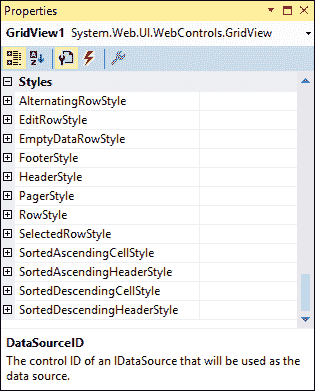 Properties
GridView1 System.Web.UI.WebControls.GridView
Styles
AlternatingRowStyle
EditRowStyle
EmptyDataRowStyle
FooterStyle
HeaderStyle
PagerStyle
RowStyle
SelectedRowStyle
SortedAscendingCellStyle
SortedAscendingHeaderStyle
SortedDescendingCellStyle
SortedDescendingHeaderStyle
DataSourceID
The control ID of an IDataSource that will be used as the
data source.